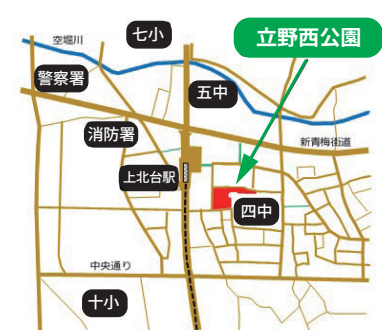 七小
立野西公園
空堀川
警察署
五中
消防署
新青梅街道
上北台駅
四中
中央通り
十小